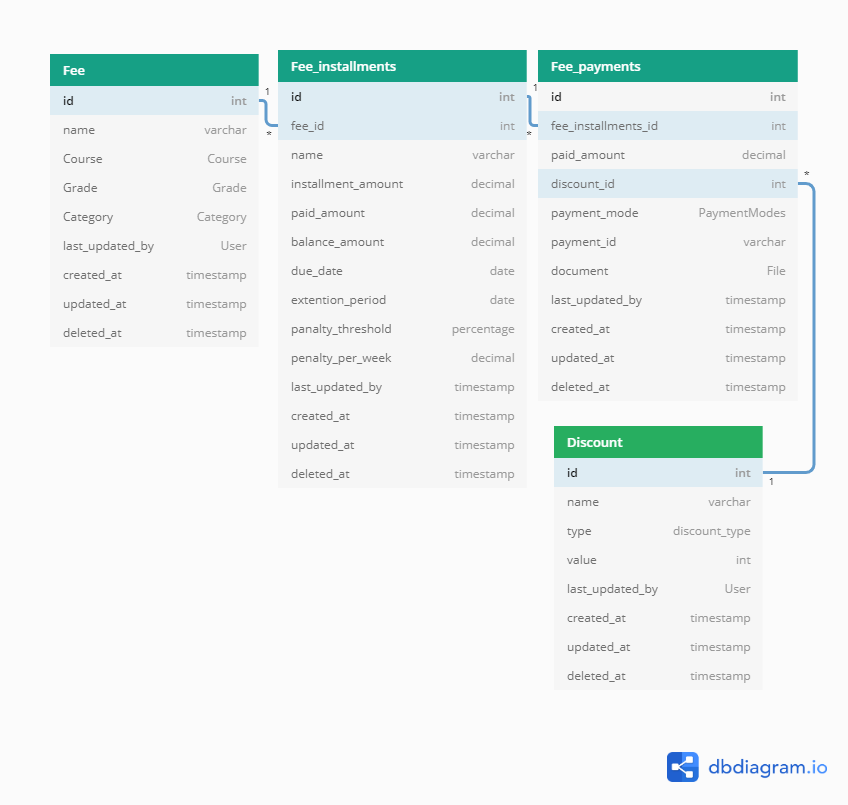 Fee
id int
name varchar
Course Course
Grade Grade
Category Category
last_updated_by User
created_at timestamp
updated_at timestamp
deleted_at timestamp
1
*
Fee_installments
id int
fee_id int
name varchar
installment_amount decimal
paid_amount decimal
balance_amount decimal
due_date date
extention_period date
panalty_threshold percentage
penalty_per_week decimal
last_updated_by timestamp
created_at timestamp
updated_at timestamp
deleted_at timestamp
1
*
Fee_payments
id int
fee_installments_id int
paid_amount decimal
discount_id int
payment_mode PaymentModes
payment_id varchar
document File
last_updated_by timestamp
created_at timestamp
updated_at timestamp
deleted_at timestamp
*
1
Discount
id int
name varchar
type discount_type
value int
last_updated_by User
created_at timestamp
updated_at timestamp
deleted_at timestamp
dbdiagram.io